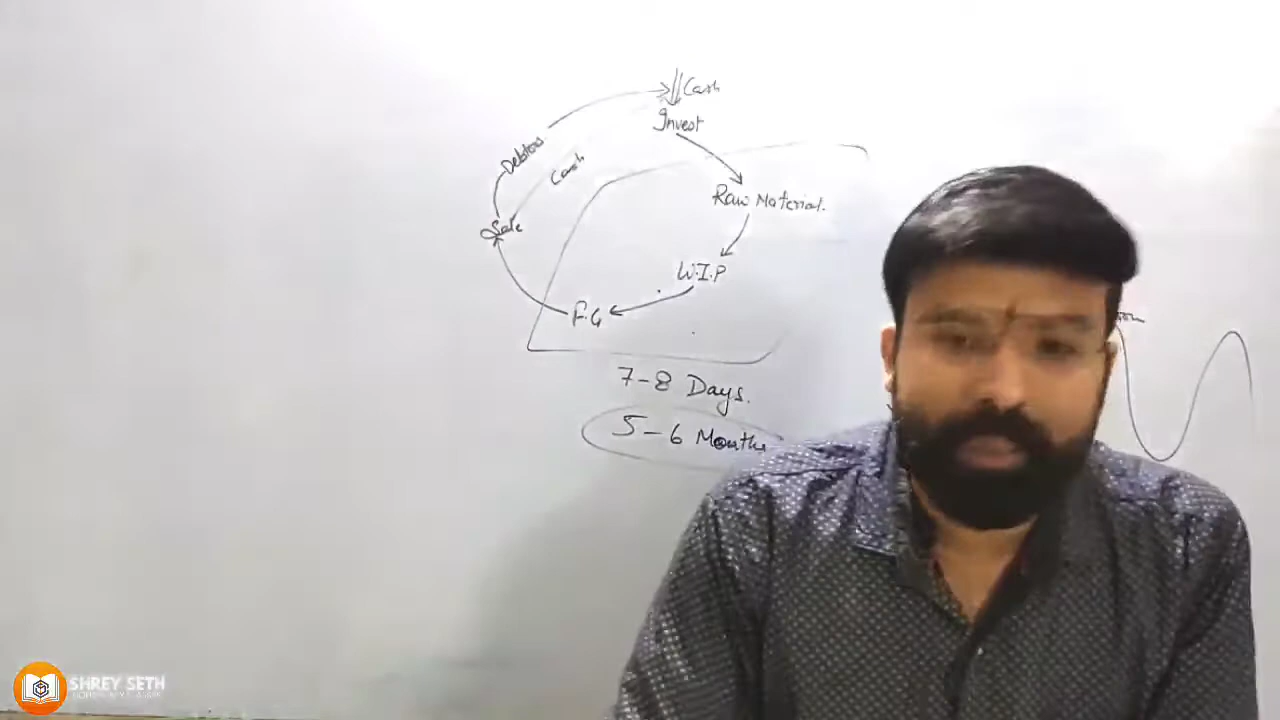 Cash
Invest
Debtors
Cash
Raw Material.
Sale
W.I.P
F.G
7-8 Days.
5-6 Months
SHREY SETH